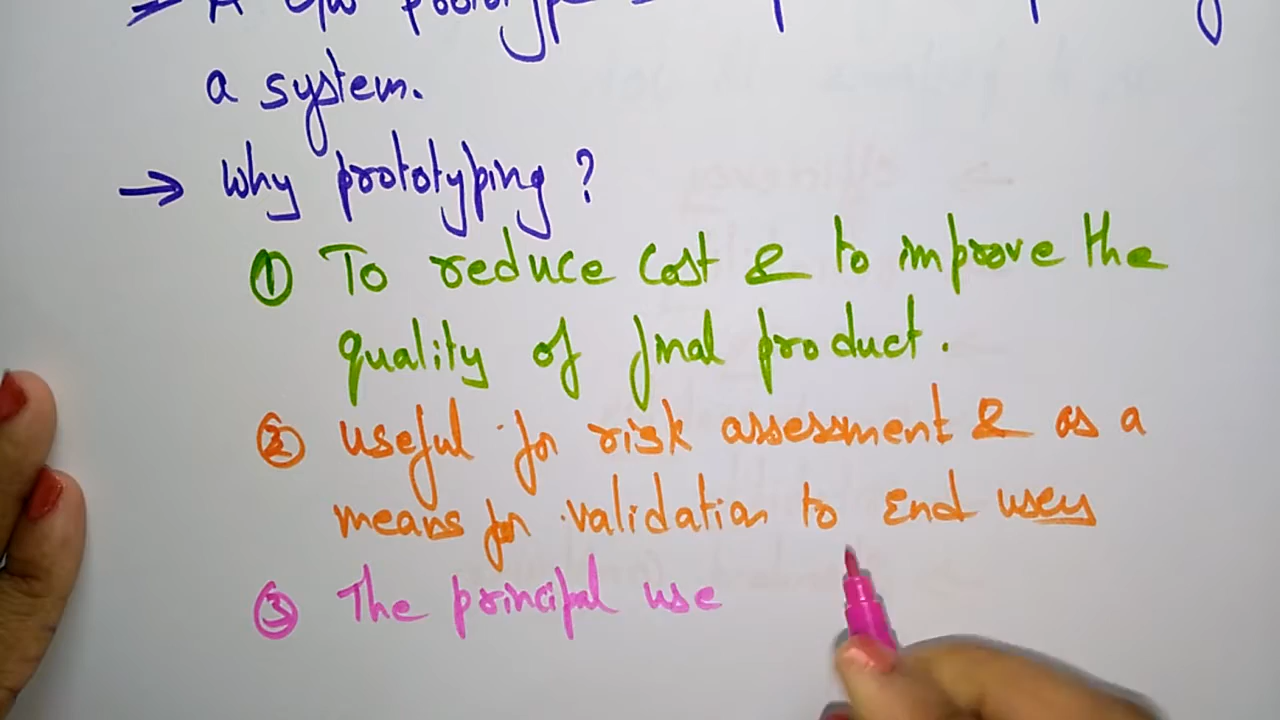 a system.
→ Why prototyping?
① To reduce cost & to improve the
quality of final product.
② useful for risk assessment & as a
means for validation to End users
③ The principal use